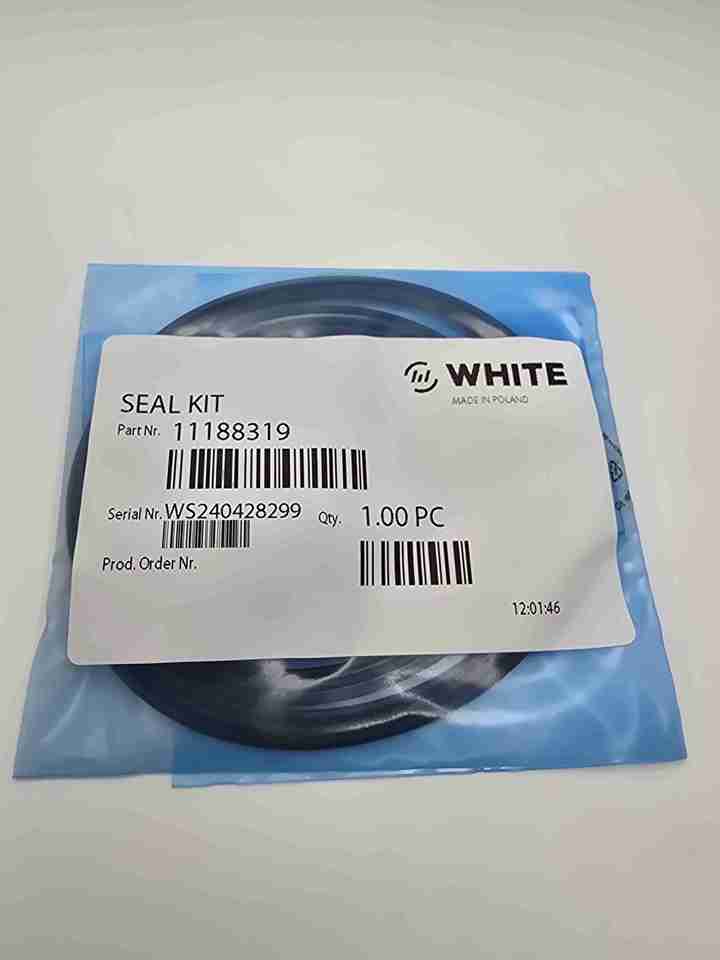 WHITE
MADE IN POLAND
SEAL KIT
Part Nr. 11188319
Serial Nr. WS240428299 Qty. 1.00 PC
Prod. Order Nr.
12:01:46